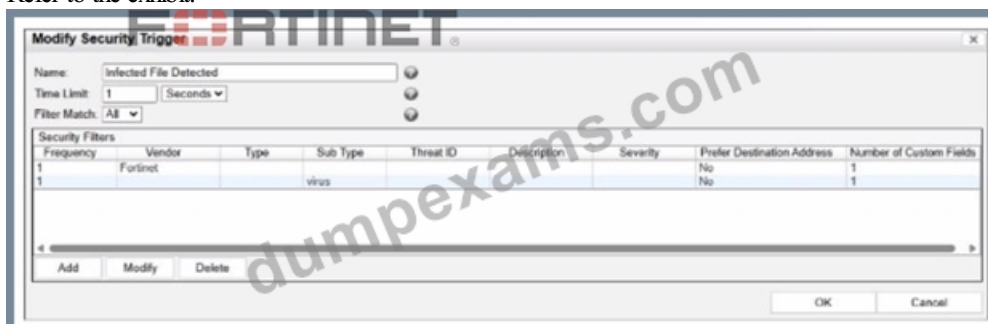 Refer to the exhibit.
FORTINET
Modify Security Trigger
Name: Infected File Detected
Time Limit: 1 Seconds
Filter Match: All
Security Filters
Frequency Vendor Type Sub Type Threat ID Description Severity Prefer Destination Address Number of Custom Fields
1 Fortinet No 1
1 virus No 1
Add Modify Delete
OK Cancel
dumpexams.com